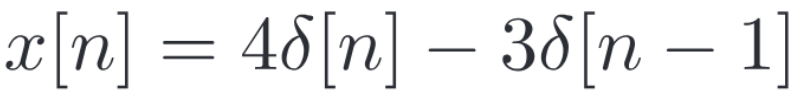 x[n] = 4δ[n] − 3δ[n − 1]